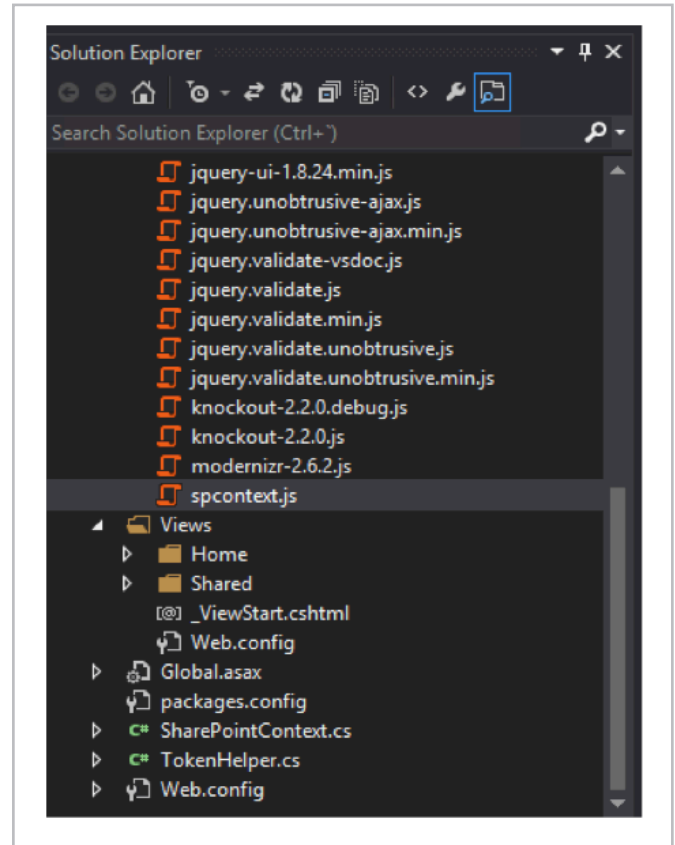 Solution Explorer
Search Solution Explorer (Ctrl+`)
jquery-ui-1.8.24.min.js
jquery.unobtrusive-ajax.js
jquery.unobtrusive-ajax.min.js
jquery.validate-vsdoc.js
jquery.validate.js
jquery.validate.min.js
jquery.validate.unobtrusive.js
jquery.validate.unobtrusive.min.js
knockout-2.2.0.debug.js
knockout-2.2.0.js
modernizr-2.6.2.js
spcontext.js
Views
Home
Shared
[@] _ViewStart.cshtml
Web.config
Global.asax
packages.config
C# SharePointContext.cs
C# TokenHelper.cs
Web.config